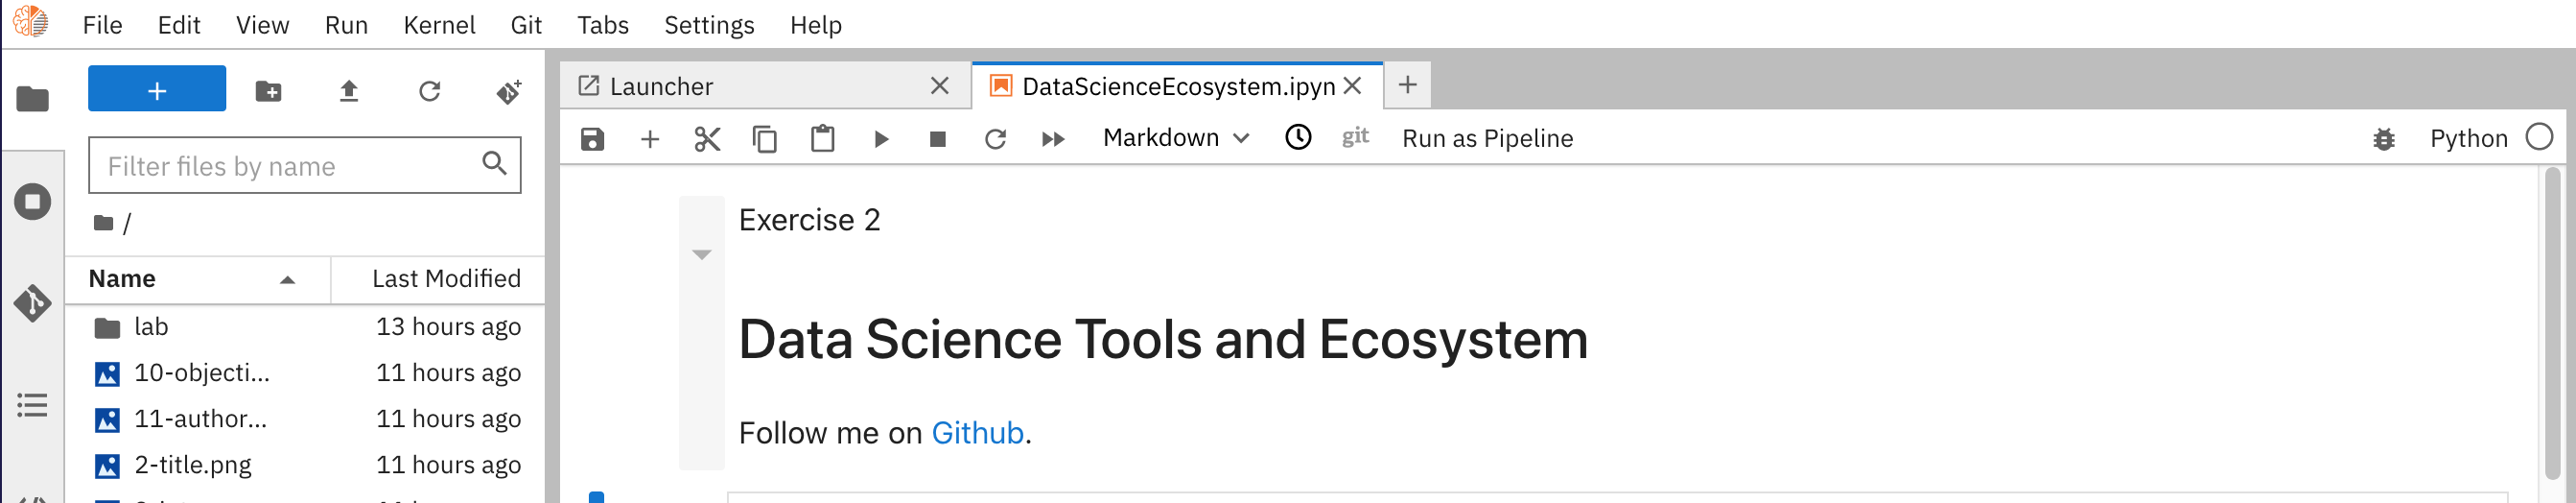 File Edit View Run Kernel Git Tabs Settings Help
Launcher
DataScienceEcosystem.ipyn
Filter files by name
Markdown
git
Run as Pipeline
Python
/
Name Last Modified
lab 13 hours ago
10-objecti... 11 hours ago
11-author... 11 hours ago
2-title.png 11 hours ago
Exercise 2
Data Science Tools and Ecosystem
Follow me on Github.